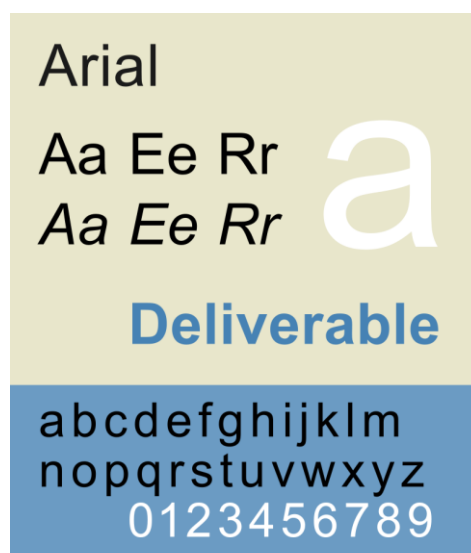 Arial
Aa Ee Rr
Aa Ee Rr
a
Deliverable
abcdefghijklm
nopqrstuvwxyz
0123456789